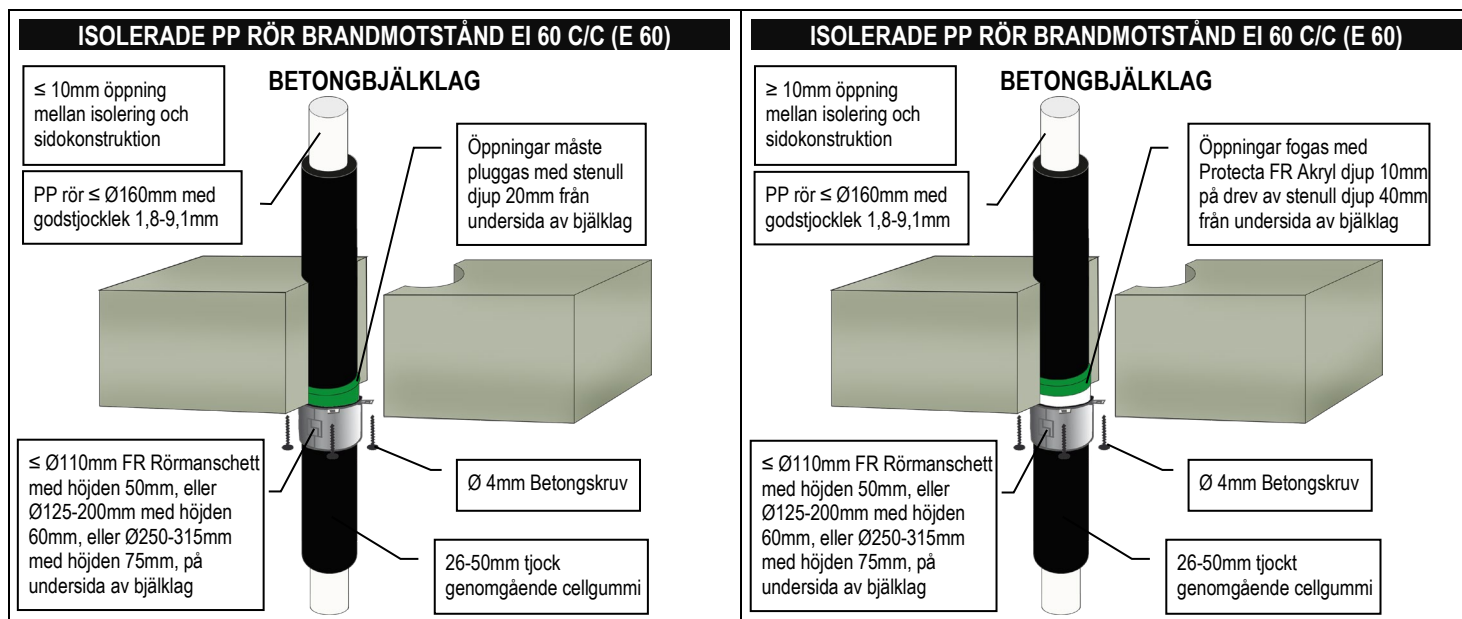 ISOLERADE PP RÖR BRANDMOTSTÅND EI 60 C/C (E 60)
BETONGBJÄLKLAG
≤ 10mm öppning
mellan isolering och
sidokonstruktion
PP rör ≤ Ø160mm med
godstjocklek 1,8-9,1mm
Öppningar måste
pluggas med stenull
djup 20mm från
undersida av bjälklag
≤ Ø110mm FR Rörmanschett
med höjden 50mm, eller
Ø125-200mm med höjden
60mm, eller Ø250-315mm
med höjden 75mm, på
undersida av bjälklag
Ø 4mm Betongskruv
26-50mm tjock
genomgående cellgummi
ISOLERADE PP RÖR BRANDMOTSTÅND EI 60 C/C (E 60)
BETONGBJÄLKLAG
≥ 10mm öppning
mellan isolering och
sidokonstruktion
PP rör ≤ Ø160mm med
godstjocklek 1,8-9,1mm
Öppningar fogas med
Protecta FR Akryl djup 10mm
på drev av stenull djup 40mm
från undersida av bjälklag
≤ Ø110mm FR Rörmanschett
med höjden 50mm, eller
Ø125-200mm med höjden
60mm, eller Ø250-315mm
med höjden 75mm, på
undersida av bjälklag
Ø 4mm Betongskruv
26-50mm tjockt
genomgående cellgummi